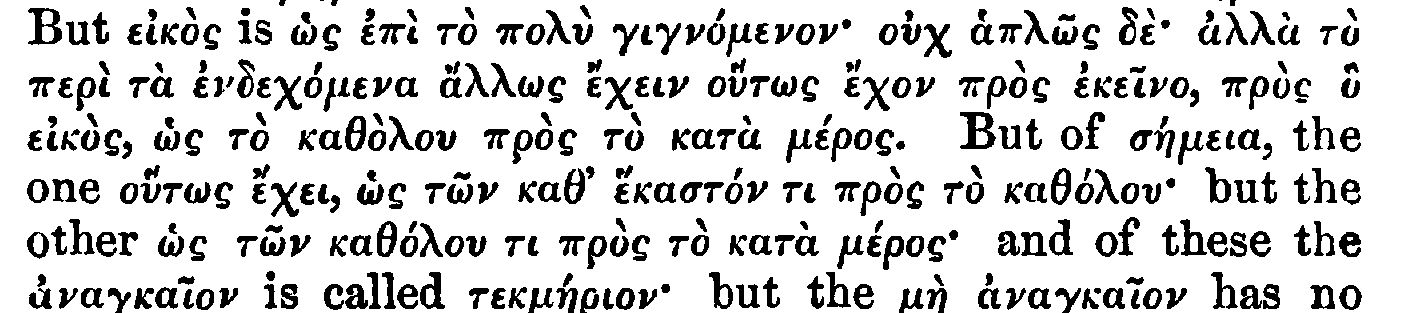 But εἰκὸς is ὡς ἐπὶ τὸ πολὺ γιγνόμενον· οὐχ ἁπλῶς δὲ· ἀλλὰ τὸ
περὶ τὰ ἐνδεχόμενα ἄλλως ἔχειν οὕτως ἔχον πρὸς ἐκεῖνο, πρὸς ὃ
εἰκὸς, ὡς τὸ καθὸλου πρὸς τὸ κατὰ μέρος. But of σήμεια, the
one οὕτως ἔχει, ὡς τῶν καθ’ ἕκαστόν τι πρὸς τὸ καθόλου· but the
other ὡς τῶν καθόλου τι πρὸς τὸ κατὰ μέρος· and of these the
ἀναγκαῖον is called τεκμήριον· but the μὴ ἀναγκαῖον has no